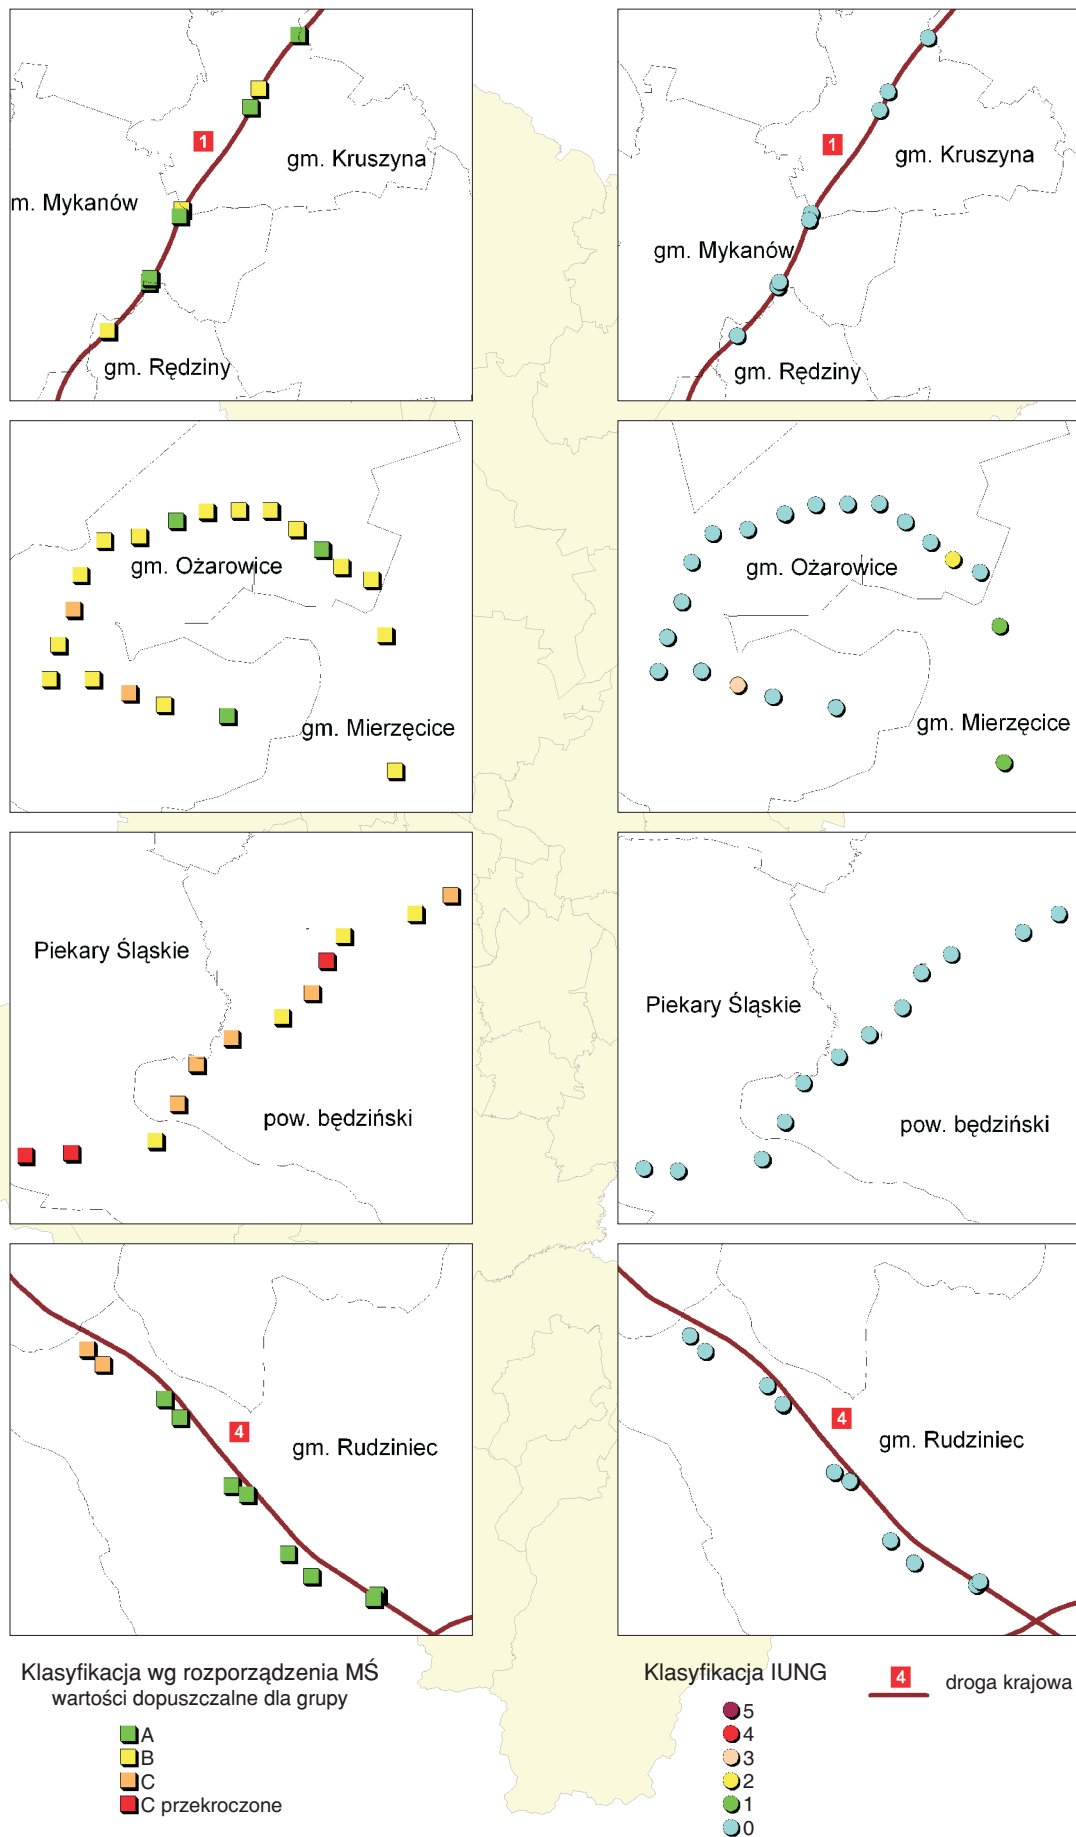 1
gm. Kruszyna
m. Mykanów
gm. Rędziny
1
gm. Kruszyna
gm. Mykanów
gm. Rędziny
gm. Ożarowice
gm. Mierzęcice
gm. Ożarowice
gm. Mierzęcice
Piekary Śląskie
pow. będziński
Piekary Śląskie
pow. będziński
4
gm. Rudziniec
4
gm. Rudziniec
Klasyfikacja wg rozporządzenia MŚ
wartości dopuszczalne dla grupy
A
B
C
C przekroczone
Klasyfikacja IUNG
5
4
3
2
1
0
4 droga krajowa